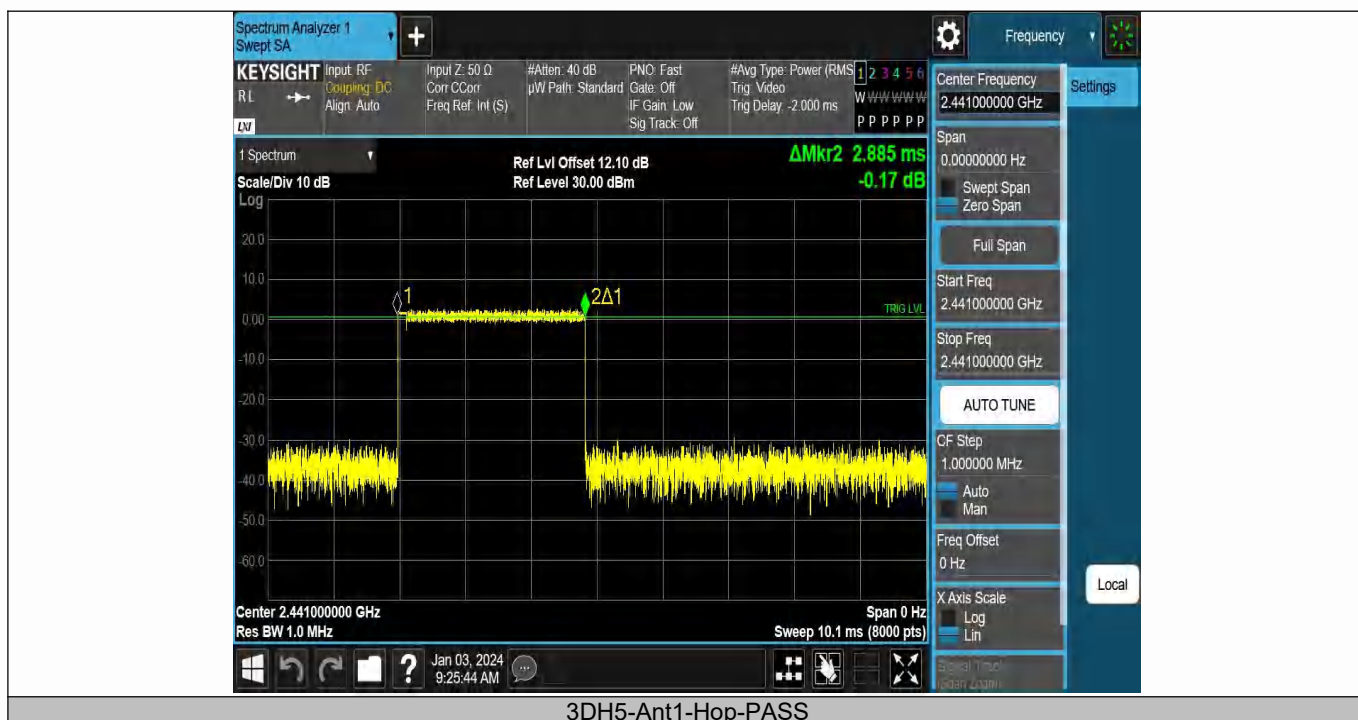 Spectrum Analyzer 1
Swept SA
+
Frequency
KEYSIGHT
R L
LXI
Input: RF
Coupling: DC
Align: Auto
Input Z: 50 Ω
Corr CCorr
Freq Ref: Int (S)
#Atten: 40 dB
µW Path: Standard
PNO: Fast
Gate: Off
IF Gain: Low
Sig Track: Off
#Avg Type: Power (RMS
Trig: Video
Trig Delay: -2.000 ms
1 2 3 4 5 6
W W W W W W
P P P P P P
1 Spectrum
Scale/Div 10 dB
Log
Ref Lvl Offset 12.10 dB
Ref Level 30.00 dBm
ΔMkr2 2.885 ms
-0.17 dB
20.0
10.0
0.00
-10.0
-20.0
-30.0
-40.0
-50.0
-60.0
1
2Δ1
TRIG LVL
Center 2.441000000 GHz
Res BW 1.0 MHz
Span 0 Hz
Sweep 10.1 ms (8000 pts)
Center Frequency
2.441000000 GHz
Settings
Span
0.00000000 Hz
Swept Span
Zero Span
Full Span
Start Freq
2.441000000 GHz
Stop Freq
2.441000000 GHz
AUTO TUNE
CF Step
1.000000 MHz
Auto
Man
Freq Offset
0 Hz
X Axis Scale
Log
Lin
Signal Track
(Span Zoom)
Local
?
Jan 03, 2024
9:25:44 AM
3DH5-Ant1-Hop-PASS